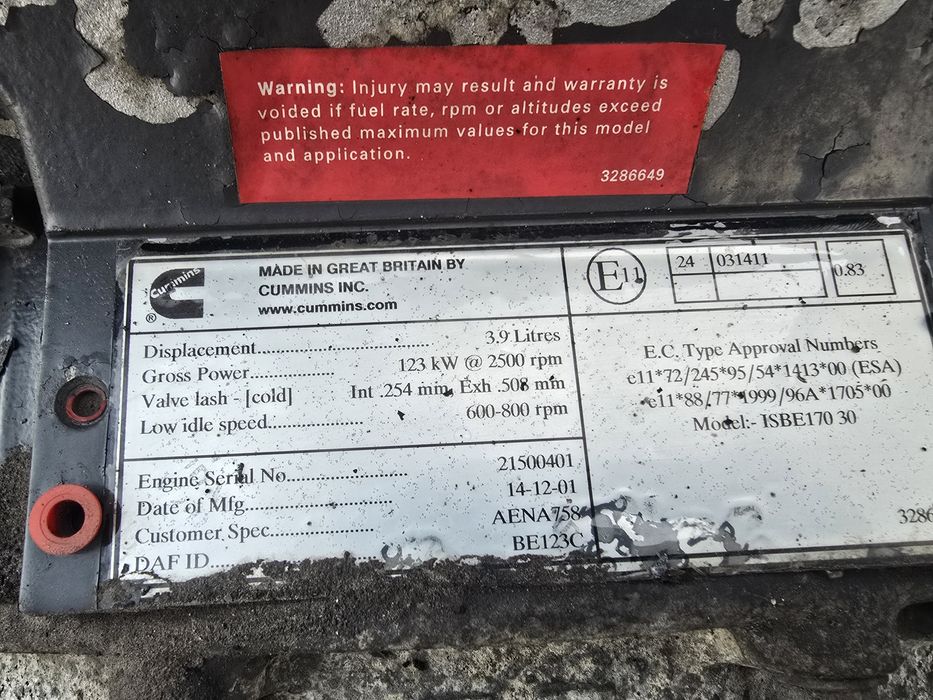 Warning: Injury may result and warranty is
voided if fuel rate, rpm or altitudes exceed
published maximum values for this model
and application.
3286649
Cummins
®
MADE IN GREAT BRITAIN BY
CUMMINS INC.
www.cummins.com
E11
24 031411
0.83
Displacement.................................. 3.9 Litres
Gross Power................. 123 kW @ 2500 rpm
Valve lash - [cold] Int .254 mm, Exh .508 mm
Low idle speed................... 600-800 rpm
E.C. Type Approval Numbers
e11*72/245*95/54*1413*00 (ESA)
e11*88/77*1999/96A*1705*00
Model:- ISBE170 30
Engine Serial No......................... 21500401
Date of Mfg.............................. 14-12-01
Customer Spec..................... AENA758
DAF ID............................ BE123C
3286